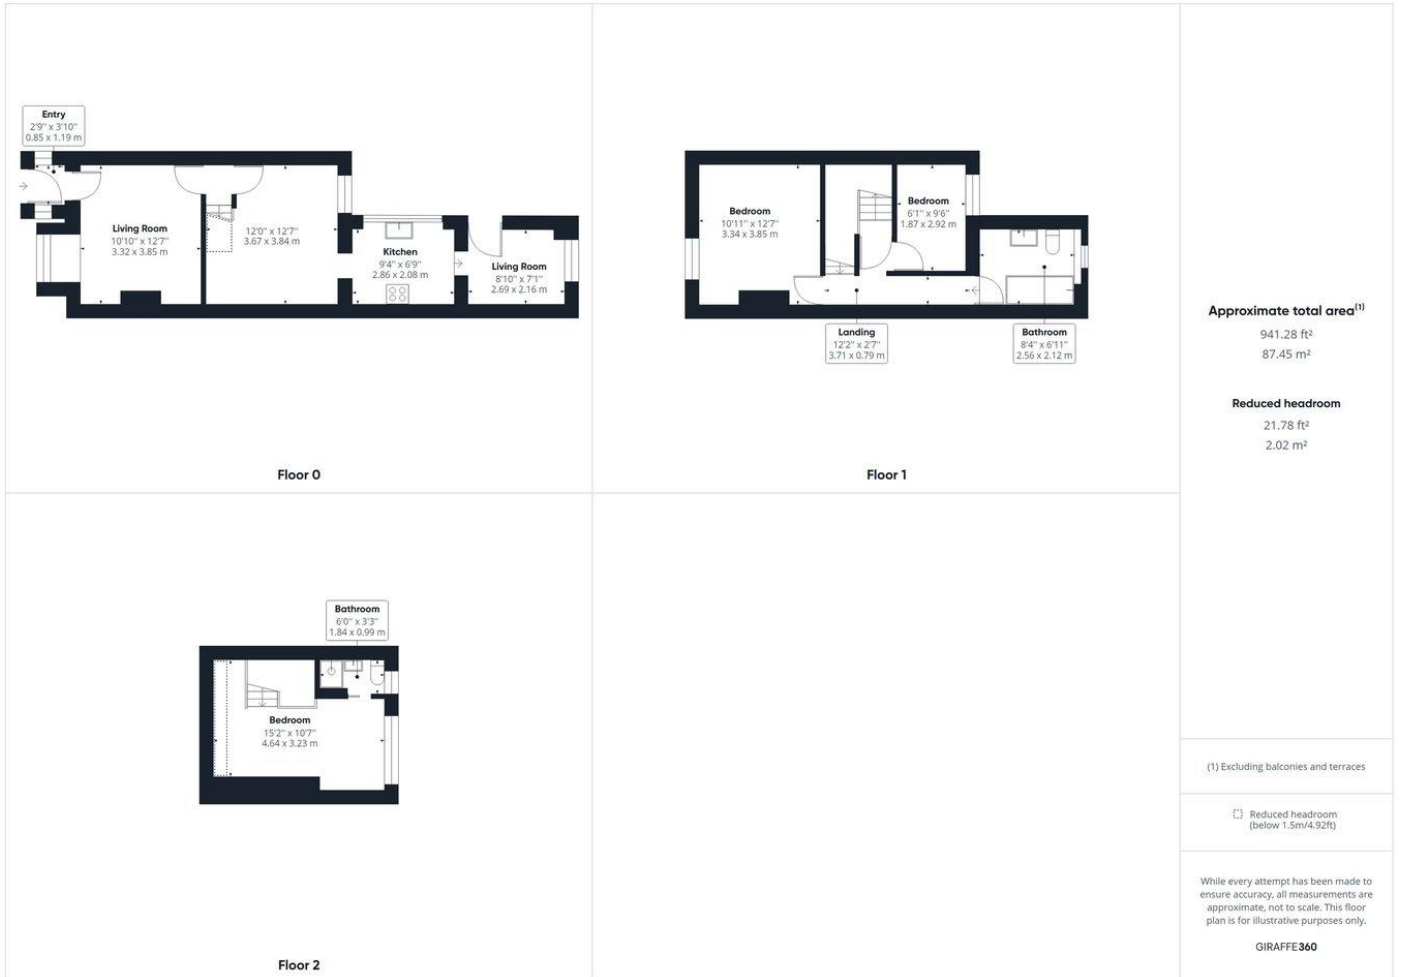 Entry
2'9" x 3'10"
0.85 x 1.19 m
Living Room
10'10" x 12'7"
3.32 x 3.85 m
12'0" x 12'7"
3.67 x 3.84 m
Kitchen
9'4" x 6'9"
2.86 x 2.08 m
Living Room
8'10" x 7'1"
2.69 x 2.16 m
Floor 0
Bedroom
10'11" x 12'7"
3.34 x 3.85 m
Bedroom
6'1" x 9'6"
1.87 x 2.92 m
Landing
12'2" x 2'7"
3.71 x 0.79 m
Bathroom
8'4" x 6'11"
2.56 x 2.12 m
Floor 1
Bathroom
6'0" x 3'3"
1.84 x 0.99 m
Bedroom
15'2" x 10'7"
4.64 x 3.23 m
Floor 2
Approximate total area(1)
941.28 ft²
87.45 m²
Reduced headroom
21.78 ft²
2.02 m²
(1) Excluding balconies and terraces
Reduced headroom
(below 1.5m/4.92ft)
While every attempt has been made to
ensure accuracy, all measurements are
approximate, not to scale. This floor
plan is for illustrative purposes only.
GIRAFFE360